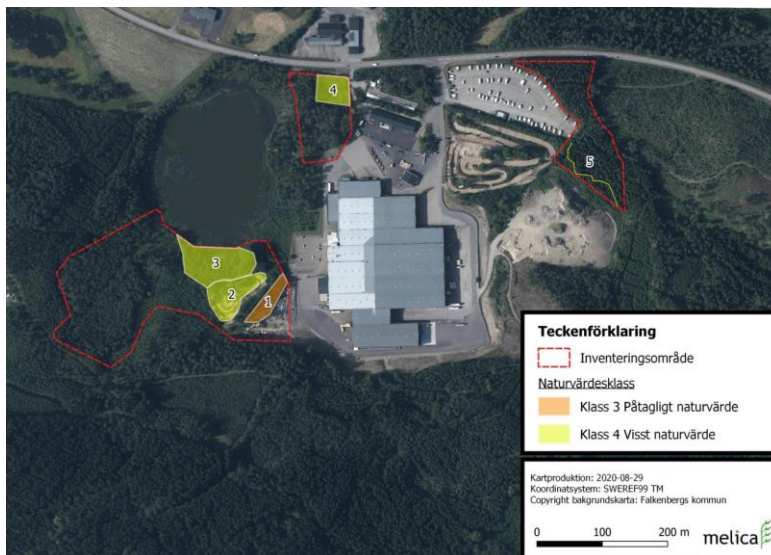 4
5
3
2
1
Teckenförklaring
Inventeringsområde
Naturvärdesklass
Klass 3 Påtagligt naturvärde
Klass 4 Visst naturvärde
Kartproduktion: 2020-08-29
Koordinatsystem: SWEREF99 TM
Copyright bakgrundskarta: Falkenbergs kommun
0 100 200 m
melica